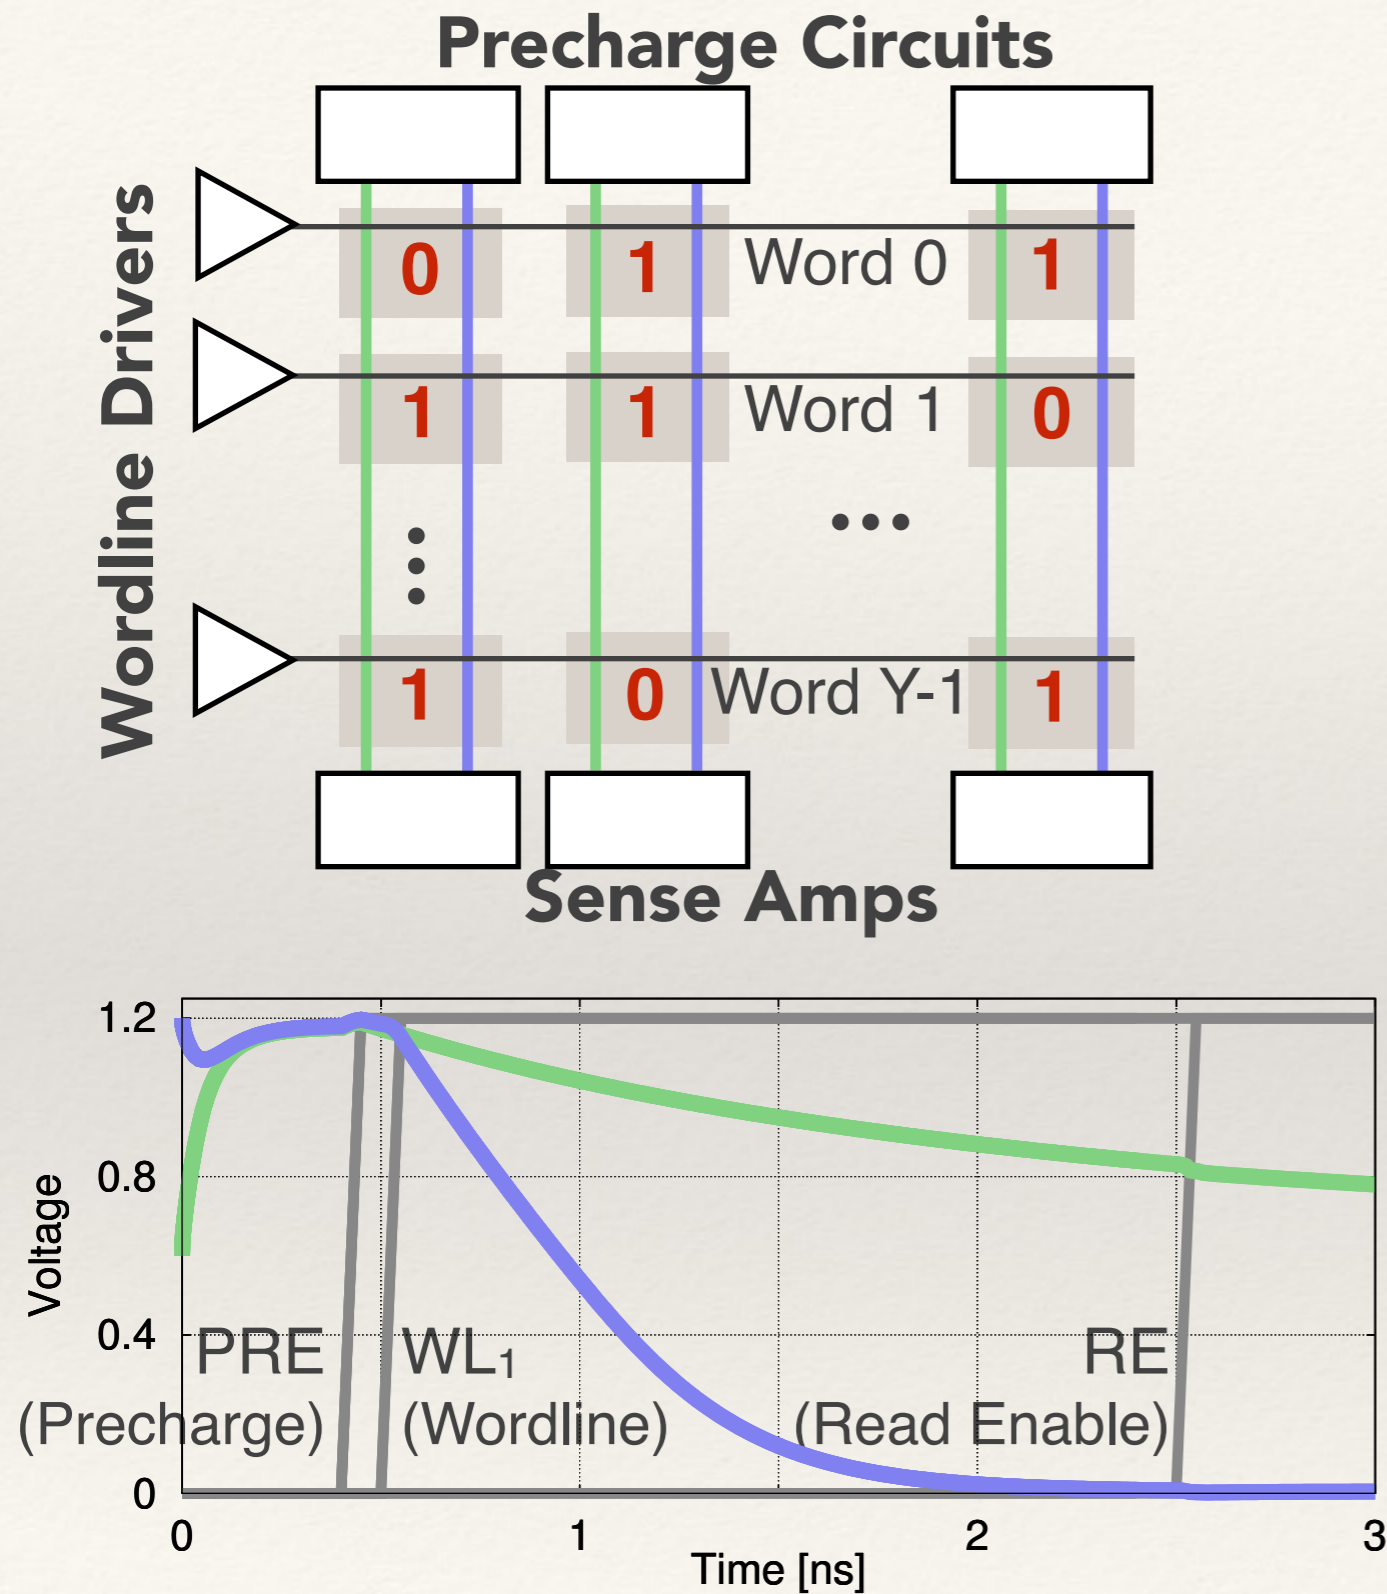 Precharge Circuits
Wordline Drivers
0 1 Word 0 1
1 1 Word 1 0
1 0 Word Y-1 1
Sense Amps
1.2
0.8
0.4
0
Voltage
PRE
(Precharge)
WL₁
(Wordline)
RE
(Read Enable)
0 1 2 3
Time [ns]